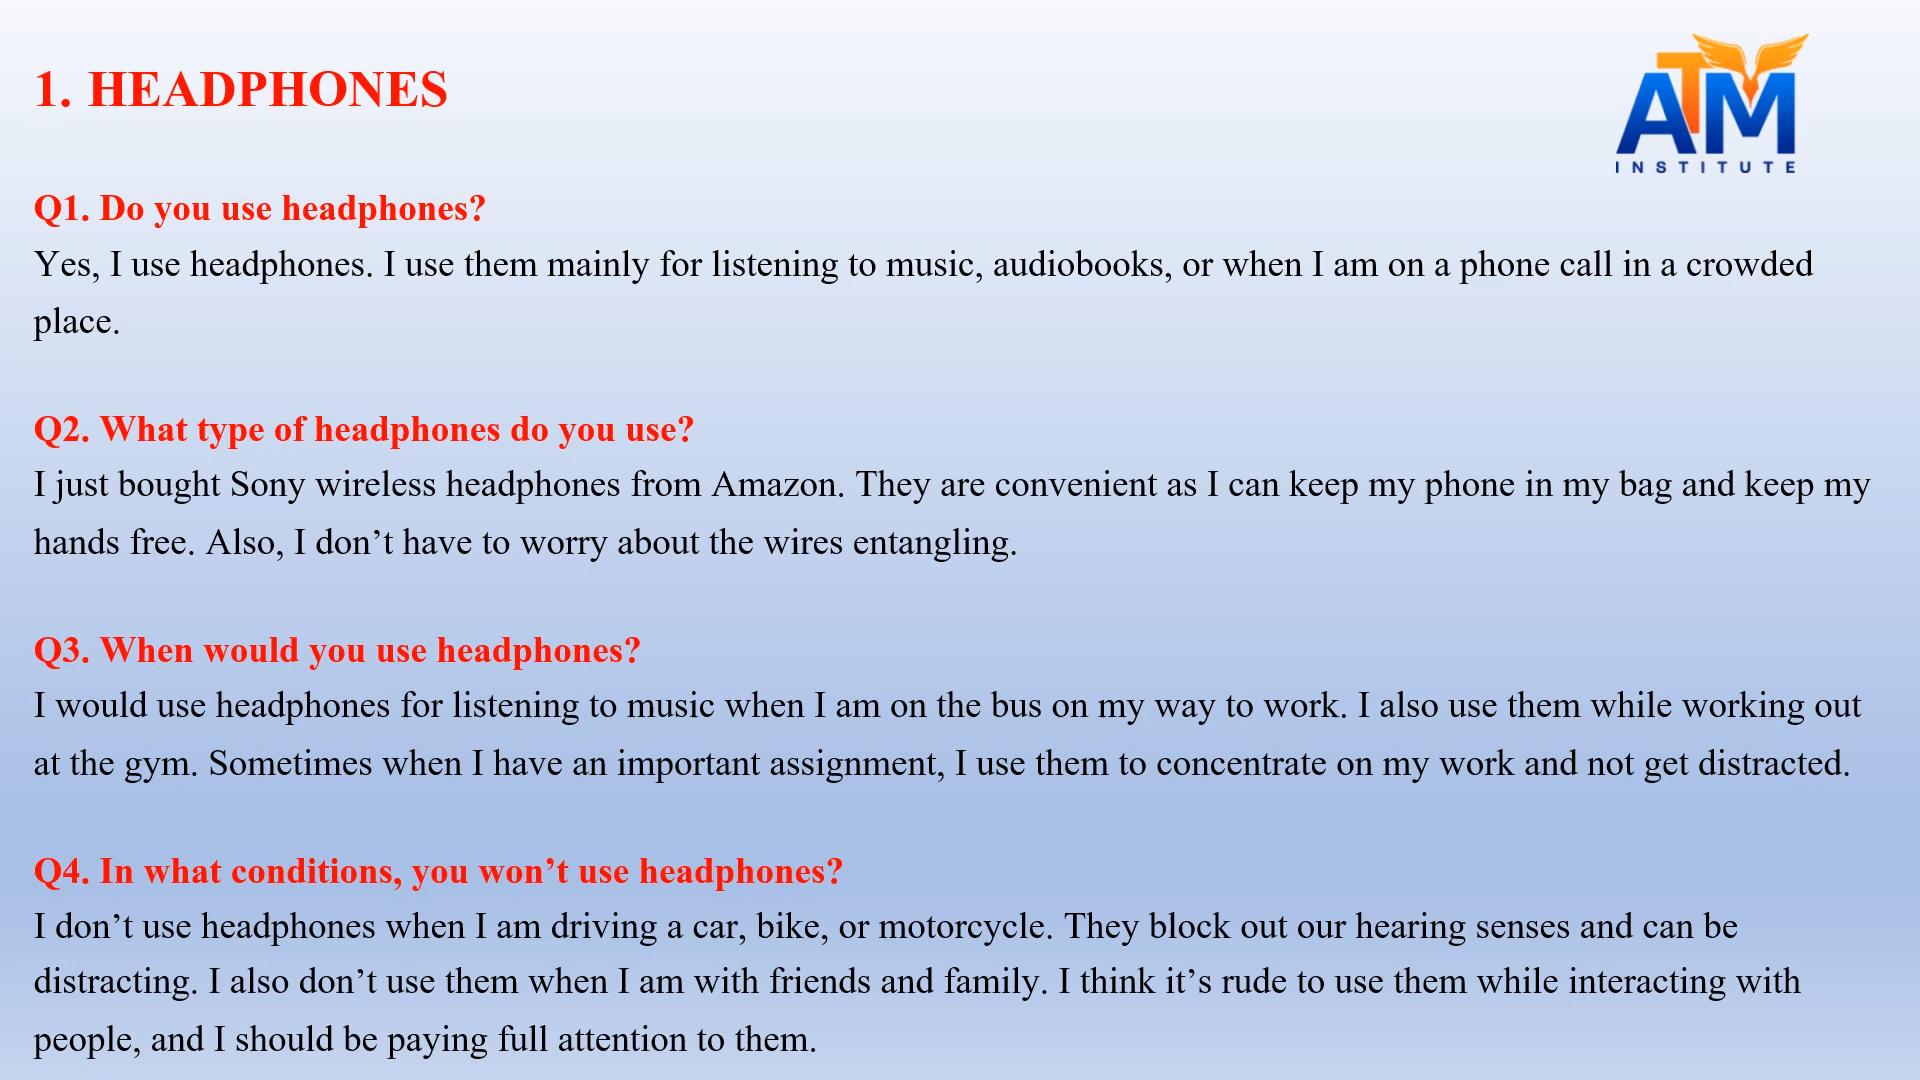 1. HEADPHONES
ATM
INSTITUTE
Q1. Do you use headphones?
Yes, I use headphones. I use them mainly for listening to music, audiobooks, or when I am on a phone call in a crowded
place.
Q2. What type of headphones do you use?
I just bought Sony wireless headphones from Amazon. They are convenient as I can keep my phone in my bag and keep my
hands free. Also, I don’t have to worry about the wires entangling.
Q3. When would you use headphones?
I would use headphones for listening to music when I am on the bus on my way to work. I also use them while working out
at the gym. Sometimes when I have an important assignment, I use them to concentrate on my work and not get distracted.
Q4. In what conditions, you won’t use headphones?
I don’t use headphones when I am driving a car, bike, or motorcycle. They block out our hearing senses and can be
distracting. I also don’t use them when I am with friends and family. I think it’s rude to use them while interacting with
people, and I should be paying full attention to them.